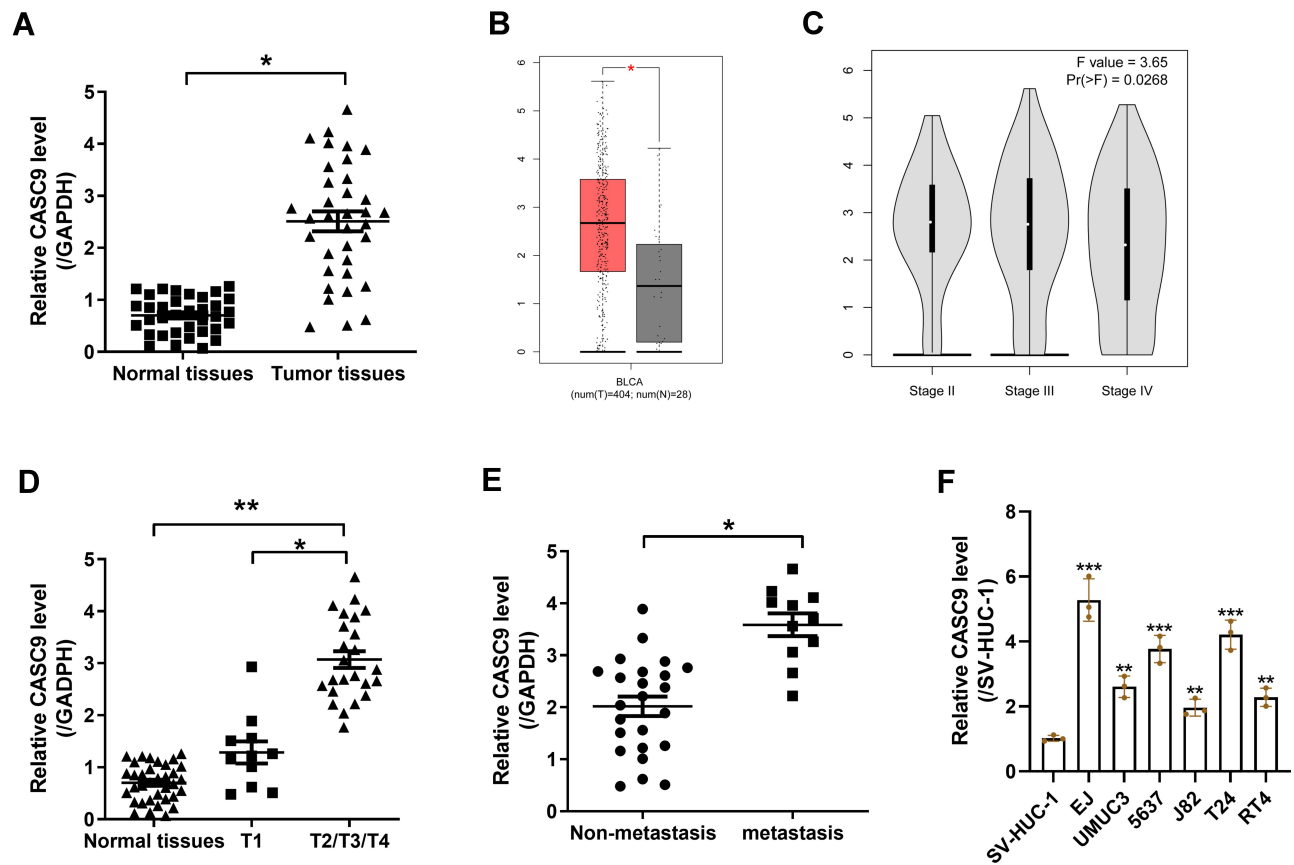 A
*
Relative CASC9 level
(/GAPDH)
5
4
3
2
1
0
Normal tissues
Tumor tissues
B
*
6
5
4
3
2
1
0
BLCA
(num(T)=404; num(N)=28)
C
F value = 3.65
Pr(>F) = 0.0268
6
5
4
3
2
1
0
Stage II
Stage III
Stage IV
D
**
*
Relative CASC9 level
(/GADPH)
5
4
3
2
1
0
Normal tissues
T1
T2/T3/T4
E
*
Relative CASC9 level
(/GAPDH)
5
4
3
2
1
0
Non-metastasis
metastasis
F
Relative CASC9 level
(/SV-HUC-1)
8
6
4
2
0
***
**
***
**
***
**
SV-HUC-1
EJ
UMUC3
5637
J82
T24
RT4